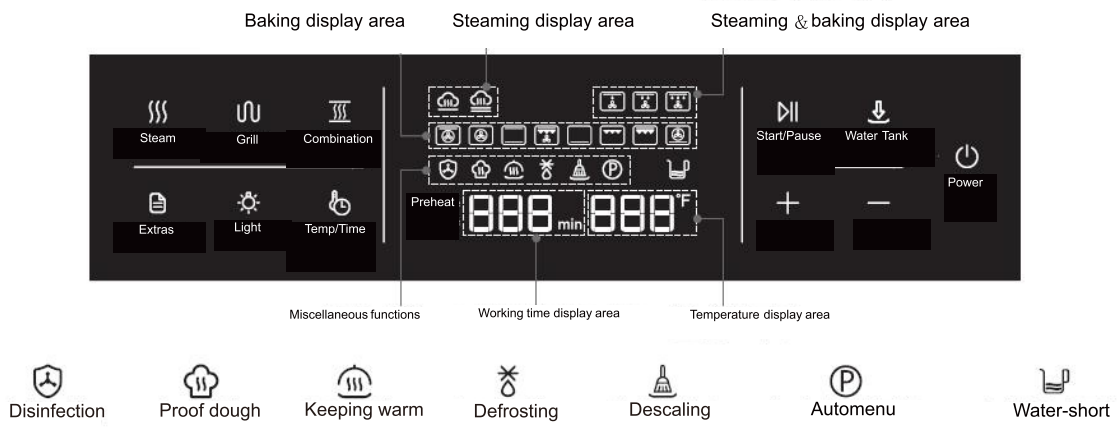 Baking display area Steaming display area Steaming & baking display area
Steam Grill Combination Start/Pause Water Tank
Power
Preheat 888 min 888 °F
Extras Light Temp/Time
Miscellaneous functions Working time display area Temperature display area
Disinfection Proof dough Keeping warm Defrosting Descaling Automenu Water-short